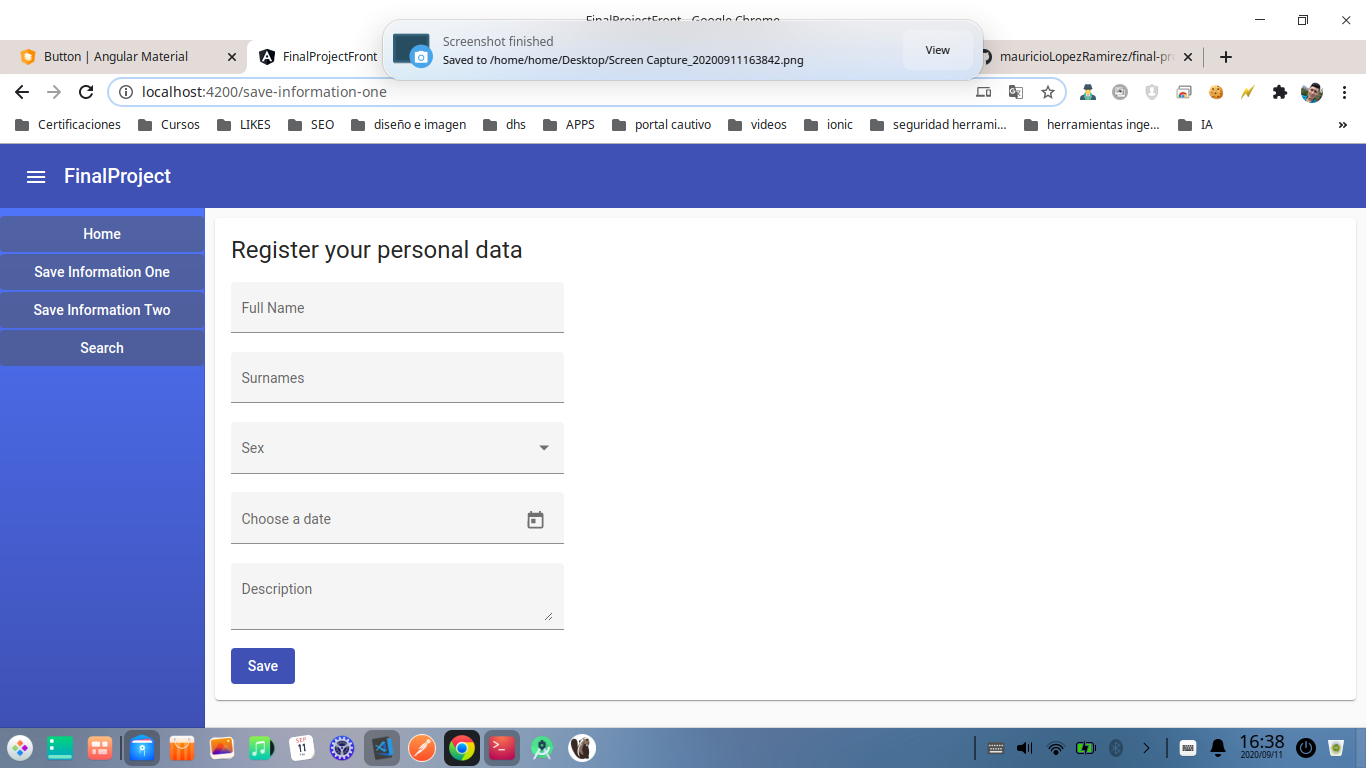 FinalProjectFront - Google Chrome
Screenshot finished
Saved to /home/home/Desktop/Screen Capture_20200911163842.png
View
Button | Angular Material
FinalProjectFront
mauricioLopezRamirez/final-pr
localhost:4200/save-information-one
Certificaciones
Cursos
LIKES
SEO
diseño e imagen
dhs
APPS
portal cautivo
videos
ionic
seguridad herrami...
herramientas inge...
IA
FinalProject
Home
Save Information One
Save Information Two
Search
Register your personal data
Full Name
Surnames
Sex
Choose a date
Description
Save
SEP
11
16:38
2020/09/11